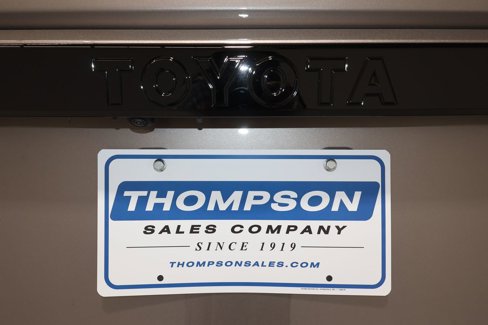 TOYOTA
THOMPSON
SALES COMPANY
SINCE 1919
THOMPSONSALES.COM